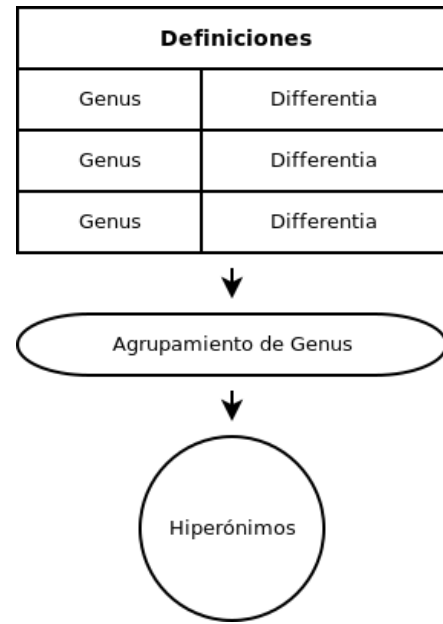 Definiciones
Genus Differentia
Genus Differentia
Genus Differentia
Agrupamiento de Genus
Hiperónimos